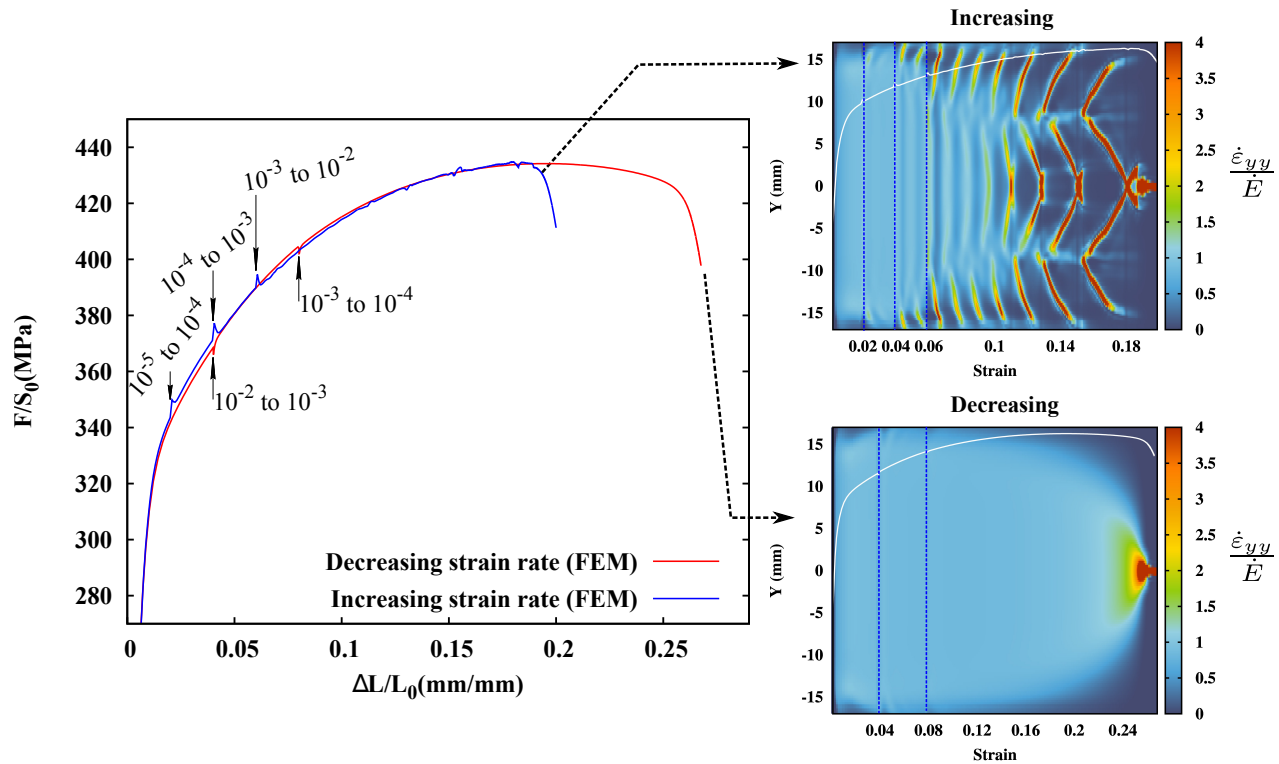 Increasing
4
3.5
3
2.5
2
1.5
1
0.5
0
15
10
5
0
-5
-10
-15
Y (mm)
0.02 0.04 0.06 0.1 0.14 0.18
Strain
ε̇yy
Ė
440
420
400
380
360
340
320
300
280
F/S0(MPa)
10^-5 to 10^-4
10^-4 to 10^-3
10^-3 to 10^-2
10^-3 to 10^-4
10^-2 to 10^-3
Decreasing strain rate (FEM)
Increasing strain rate (FEM)
0 0.05 0.1 0.15 0.2 0.25
ΔL/L0(mm/mm)
Decreasing
4
3.5
3
2.5
2
1.5
1
0.5
0
15
10
5
0
-5
-10
-15
Y (mm)
0.04 0.08 0.12 0.16 0.2 0.24
Strain
ε̇yy
Ė